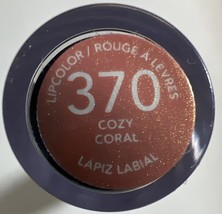 LIPCOLOR / ROUGE À LÈVRES
370
COZY
CORAL
LAPIZ LABIAL